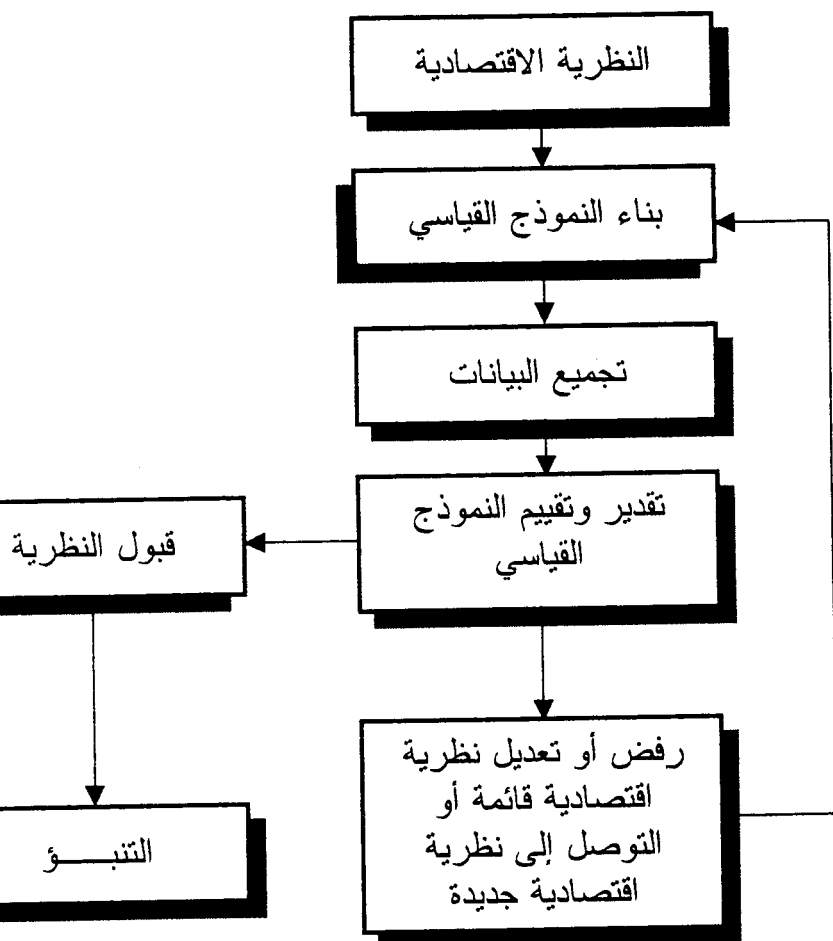 النظرية الاقتصادية
بناء النموذج القياسي
تجميع البيانات
تقدير وتقييم النموذج
القياسي
قبول النظرية
رفض أو تعديل نظرية
اقتصادية قائمة أو
التوصل إلى نظرية
اقتصادية جديدة
التنبـــــؤ